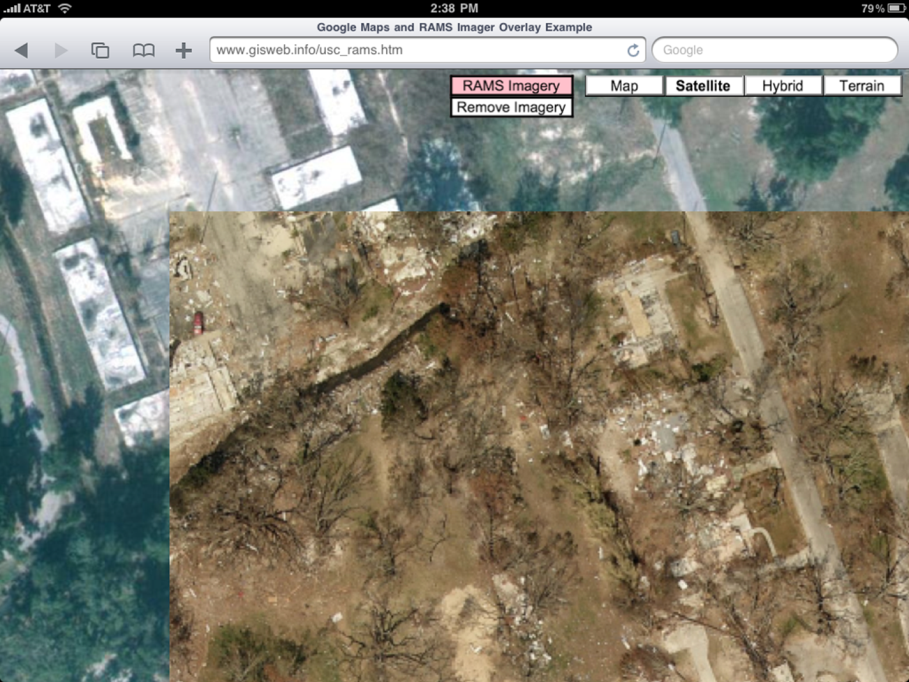 AT&T 2:38 PM 79%
Google Maps and RAMS Imager Overlay Example
www.gisweb.info/usc_rams.htm Google
RAMS Imagery Map Satellite Hybrid Terrain
Remove Imagery